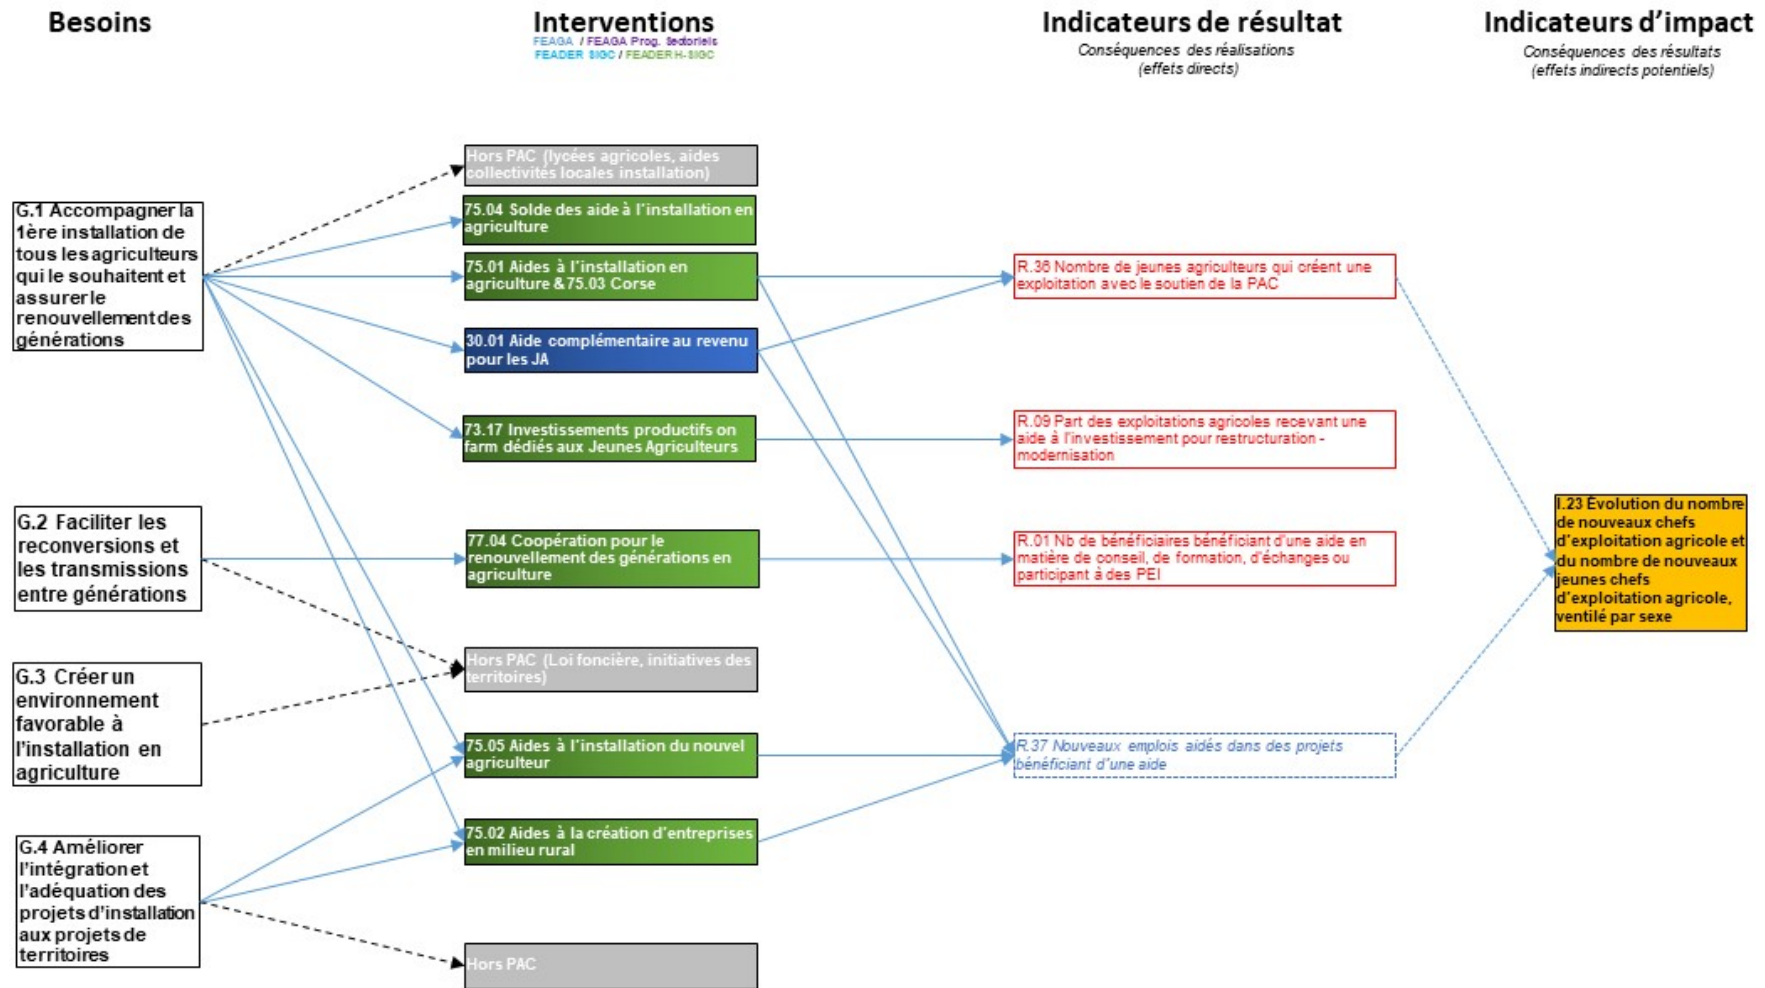 Besoins
Interventions
FEAGA / FEAGA Prog. Sectoriels
FEADER SIGC / FEADER H-SIGC
Indicateurs de résultat
Conséquences des réalisations
(effets directs)
Indicateurs d'impact
Conséquences des résultats
(effets indirects potentiels)
G.1 Accompagner la
1ère installation de
tous les agriculteurs
qui le souhaitent et
assurer le
renouvellement des
générations
G.2 Faciliter les
reconversions et
les transmissions
entre générations
G.3 Créer un
environnement
favorable à
l'installation en
agriculture
G.4 Améliorer
l'intégration et
l'adéquation des
projets d'installation
aux projets de
territoires
Hors PAC (lycées agricoles, aides
collectivités locales installation)
75.04 Solde des aide à l'installation en
agriculture
75.01 Aides à l'installation en
agriculture & 75.03 Corse
30.01 Aide complémentaire au revenu
pour les JA
73.17 Investissements productifs on
farm dédiés aux Jeunes Agriculteurs
77.04 Coopération pour le
renouvellement des générations en
agriculture
Hors PAC (Loi foncière, initiatives des
territoires)
75.05 Aides à l'installation du nouvel
agriculteur
75.02 Aides à la création d'entreprises
en milieu rural
Hors PAC
R.36 Nombre de jeunes agriculteurs qui créent une
exploitation avec le soutien de la PAC
R.09 Part des exploitations agricoles recevant une
aide à l'investissement pour restructuration -
modernisation
R.01 Nb de bénéficiaires bénéficiant d'une aide en
matière de conseil, de formation, d'échanges ou
participant à des PEI
R.37 Nouveaux emplois aidés dans des projets
bénéficiant d'une aide
I.23 Évolution du nombre
de nouveaux chefs
d'exploitation agricole et
du nombre de nouveaux
jeunes chefs
d'exploitation agricole,
ventilé par sexe